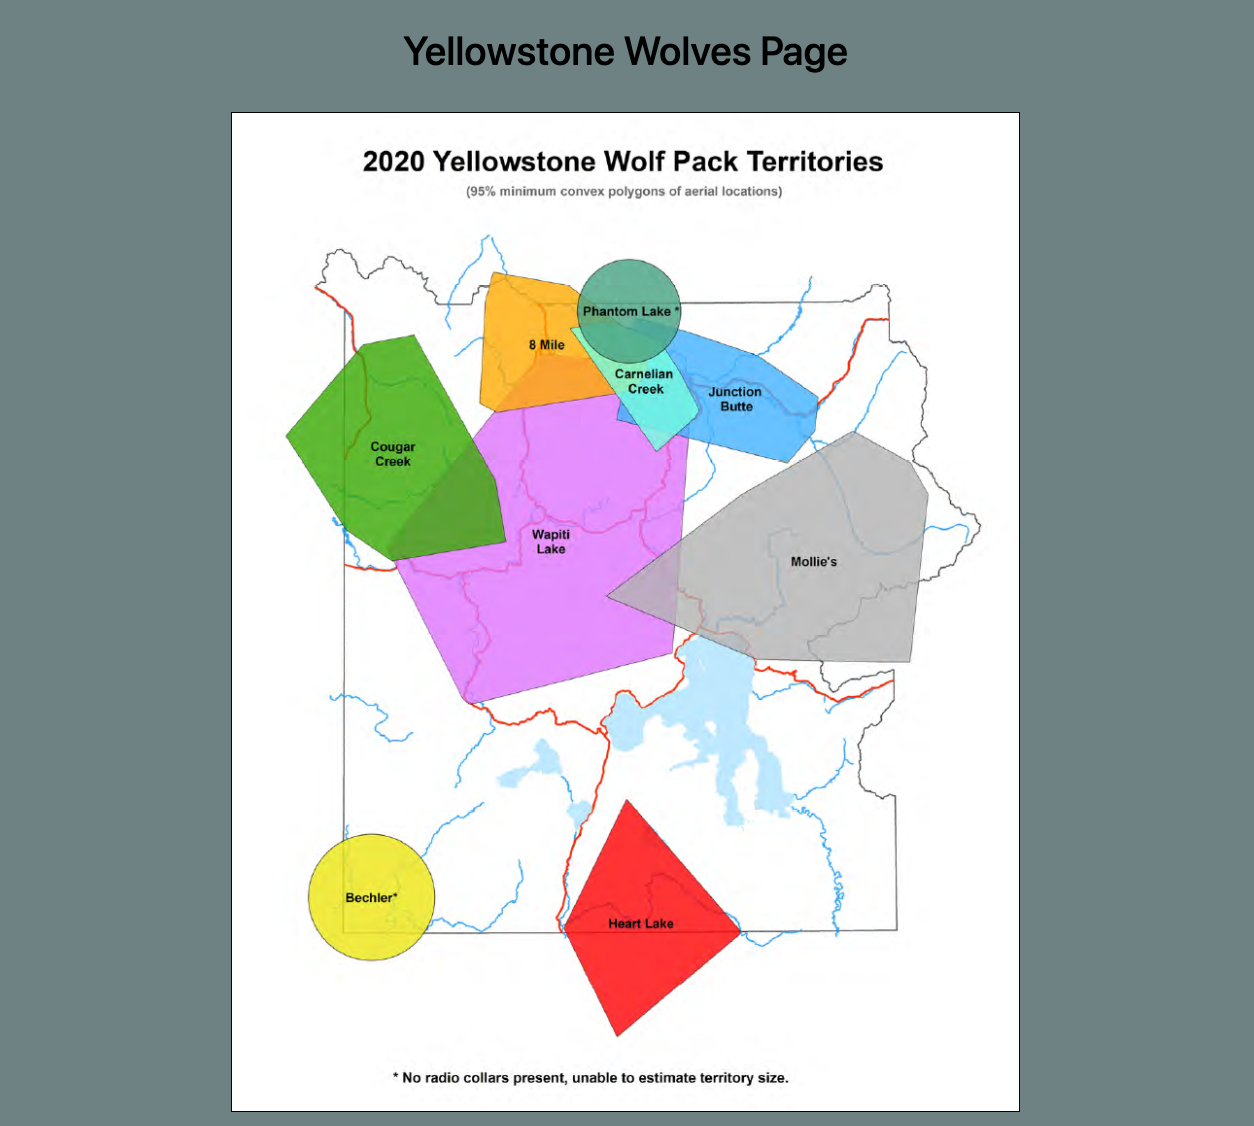 Yellowstone Wolves Page
2020 Yellowstone Wolf Pack Territories
(95% minimum convex polygons of aerial locations)
Phantom Lake *
8 Mile
Carnelian
Creek
Junction
Butte
Cougar
Creek
Wapiti
Lake
Mollie's
Bechler*
Heart Lake
* No radio collars present, unable to estimate territory size.